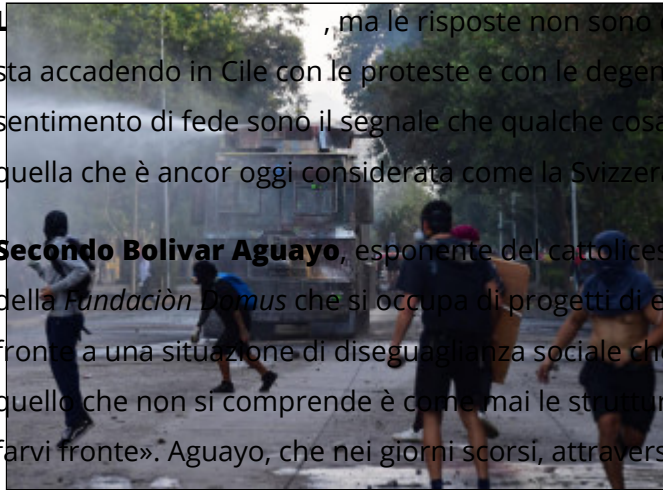 L , ma le risposte non sono
sta accadendo in Cile con le proteste e con le degen
sentimento di fede sono il segnale che qualche cosa
quella che è ancor oggi considerata come la Svizzera
Secondo Bolivar Aguayo, esponente del cattolices
della Fundaciòn Domus che si occupa di progetti di e
fronte a una situazione di diseguaglianza sociale che
quello che non si comprende è come mai le struttur
farvi fronte». Aguayo, che nei giorni scorsi, attravers